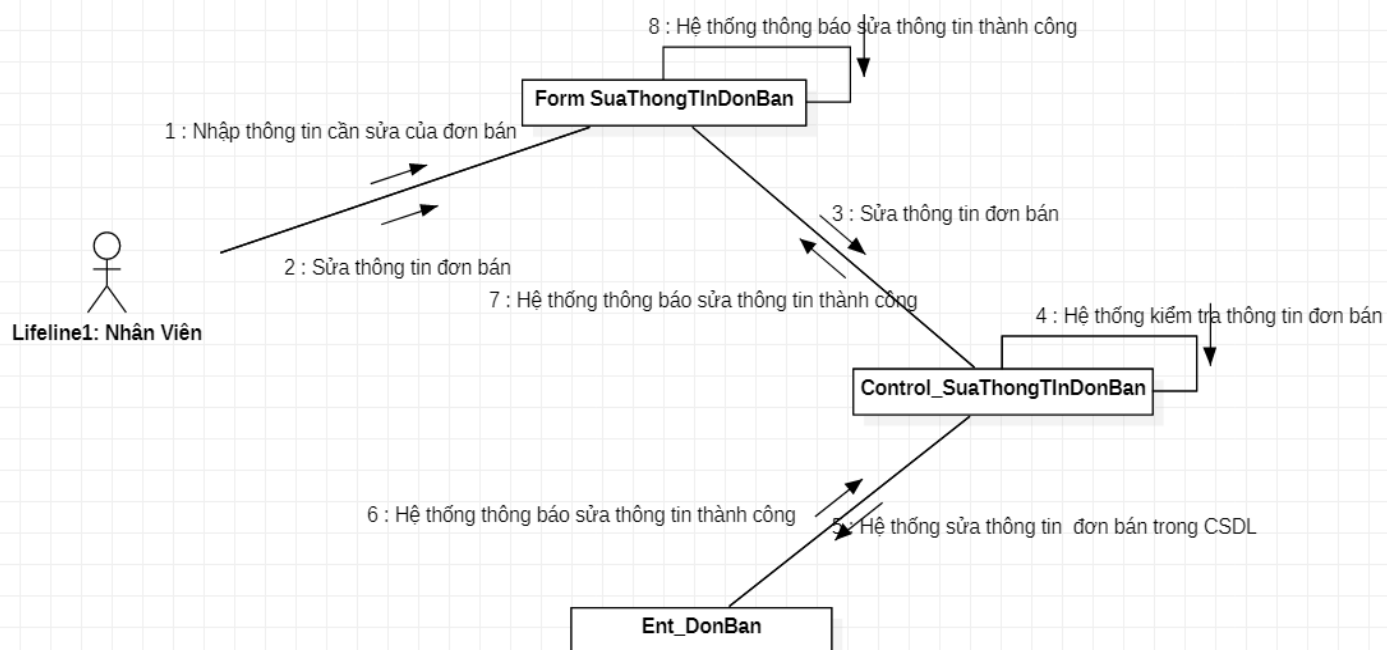 8 : Hệ thống thông báo sửa thông tin thành công
Form SuaThongTInDonBan
1 : Nhập thông tin cần sửa của đơn bán
3 : Sửa thông tin đơn bán
2 : Sửa thông tin đơn bán
7 : Hệ thống thông báo sửa thông tin thành công
4 : Hệ thống kiểm tra thông tin đơn bán
Lifeline1: Nhân Viên
Control_SuaThongTInDonBan
6 : Hệ thống thông báo sửa thông tin thành công
5 : Hệ thống sửa thông tin đơn bán trong CSDL
Ent_DonBan